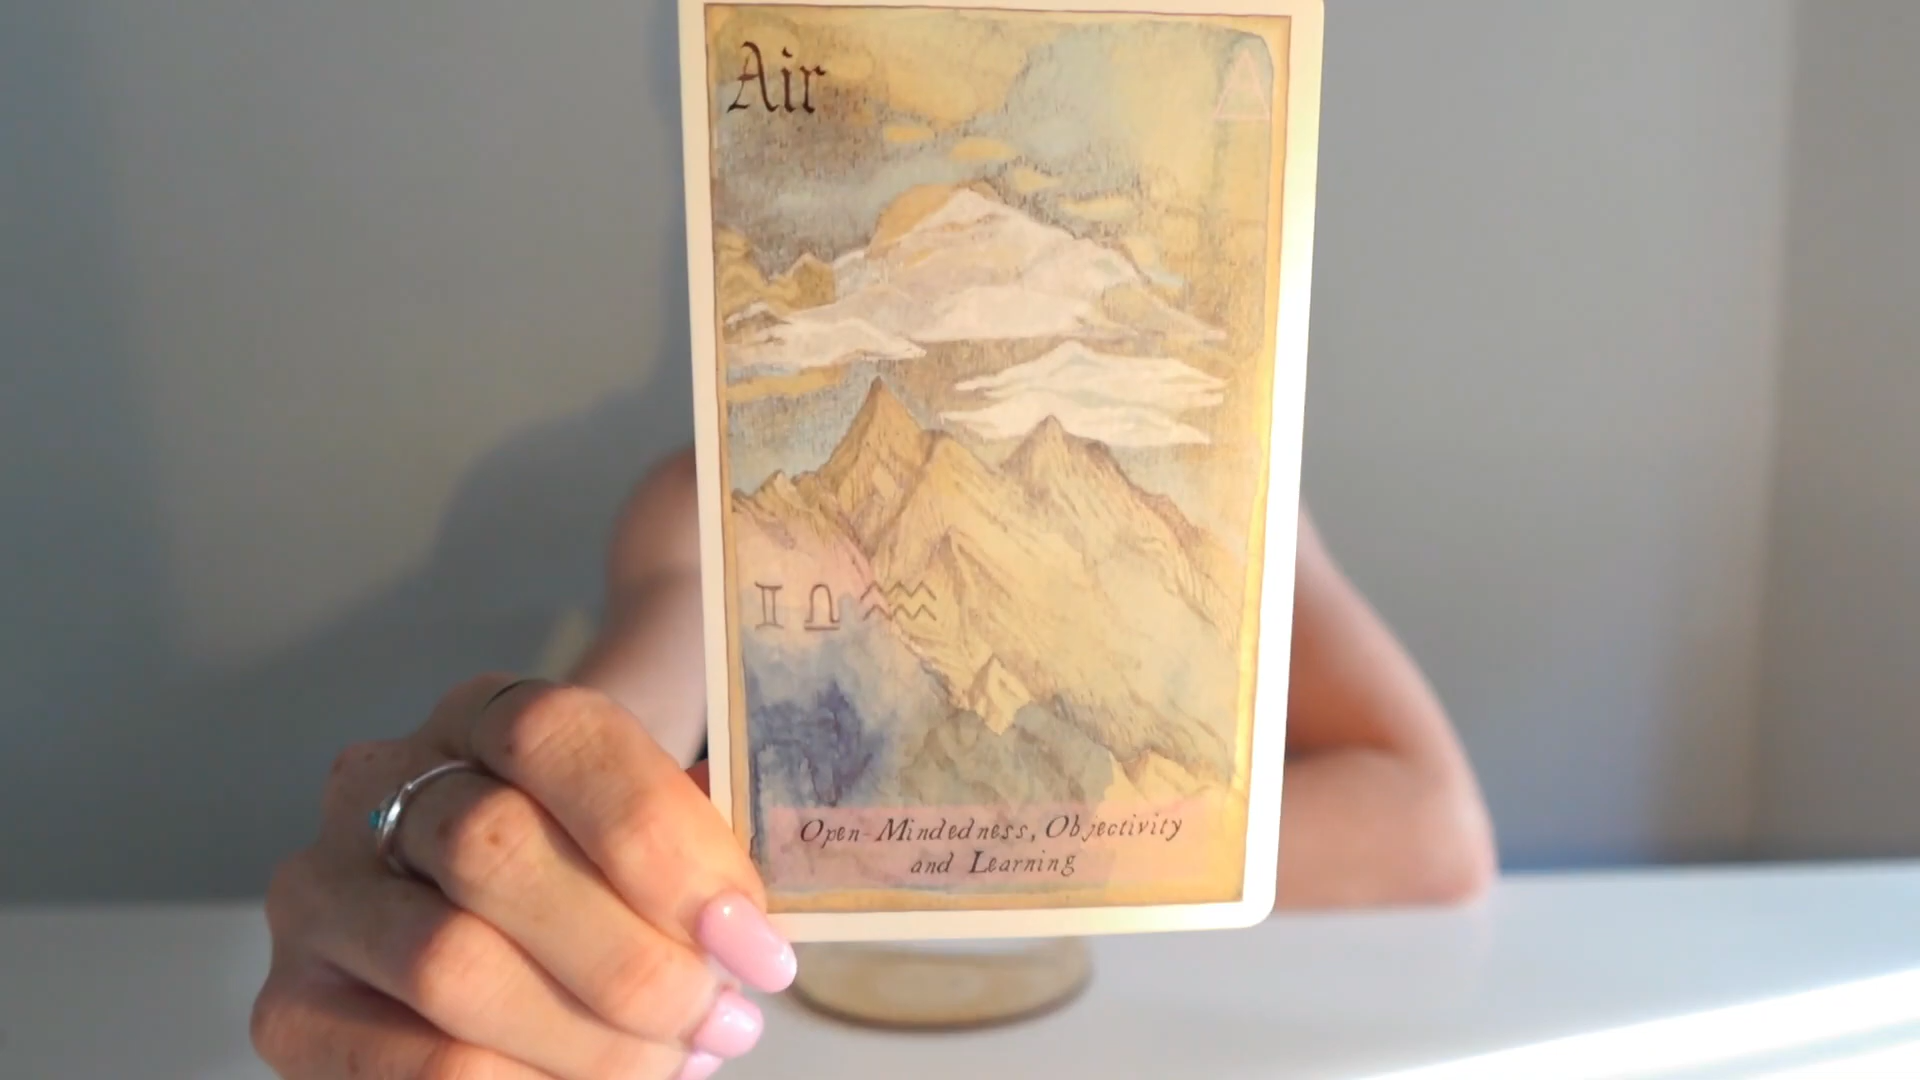 Air
♊ ♎ ♒
Open-Mindedness, Objectivity
and Learning